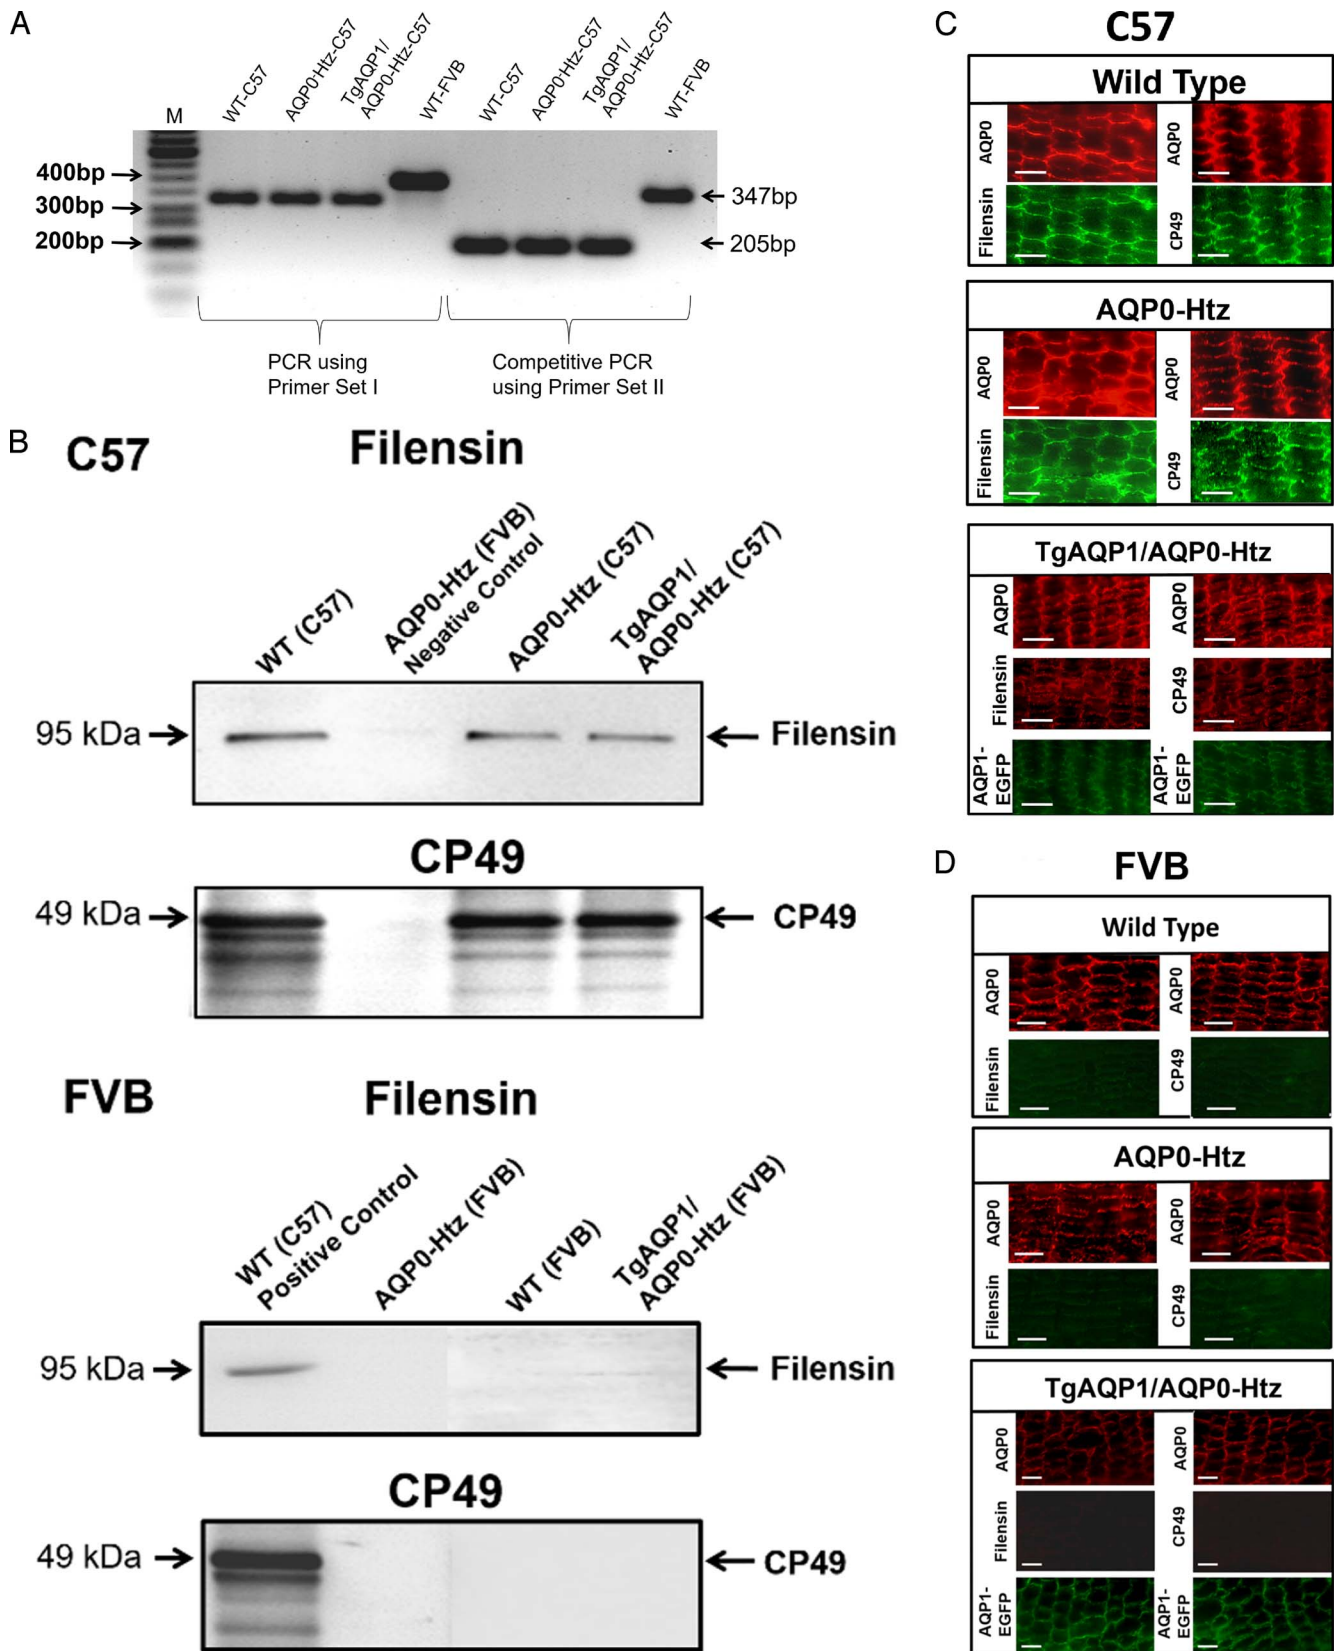 A
M
WT-C57
AQP0-Htz-C57
TgAQP1/
AQP0-Htz-C57
WT-FVB
WT-C57
AQP0-Htz-C57
TgAQP1/
AQP0-Htz-C57
WT-FVB
400bp
300bp
200bp
347bp
205bp
PCR using
Primer Set I
Competitive PCR
using Primer Set II
B
C57
Filensin
WT (C57)
AQP0-Htz (FVB)
Negative Control
AQP0-Htz (C57)
TgAQP1/
AQP0-Htz (C57)
95 kDa
Filensin
CP49
49 kDa
CP49
FVB
Filensin
WT (C57)
Positive Control
AQP0-Htz (FVB)
WT (FVB)
TgAQP1/
AQP0-Htz (FVB)
95 kDa
Filensin
CP49
49 kDa
CP49
C
C57
Wild Type
AQP0
AQP0
Filensin
CP49
AQP0-Htz
AQP0
AQP0
Filensin
CP49
TgAQP1/AQP0-Htz
AQP0
AQP0
Filensin
CP49
AQP1-
EGFP
AQP1-
EGFP
D
FVB
Wild Type
AQP0
AQP0
Filensin
CP49
AQP0-Htz
AQP0
AQP0
Filensin
CP49
TgAQP1/AQP0-Htz
AQP0
AQP0
Filensin
CP49
AQP1-
EGFP
AQP1-
EGFP